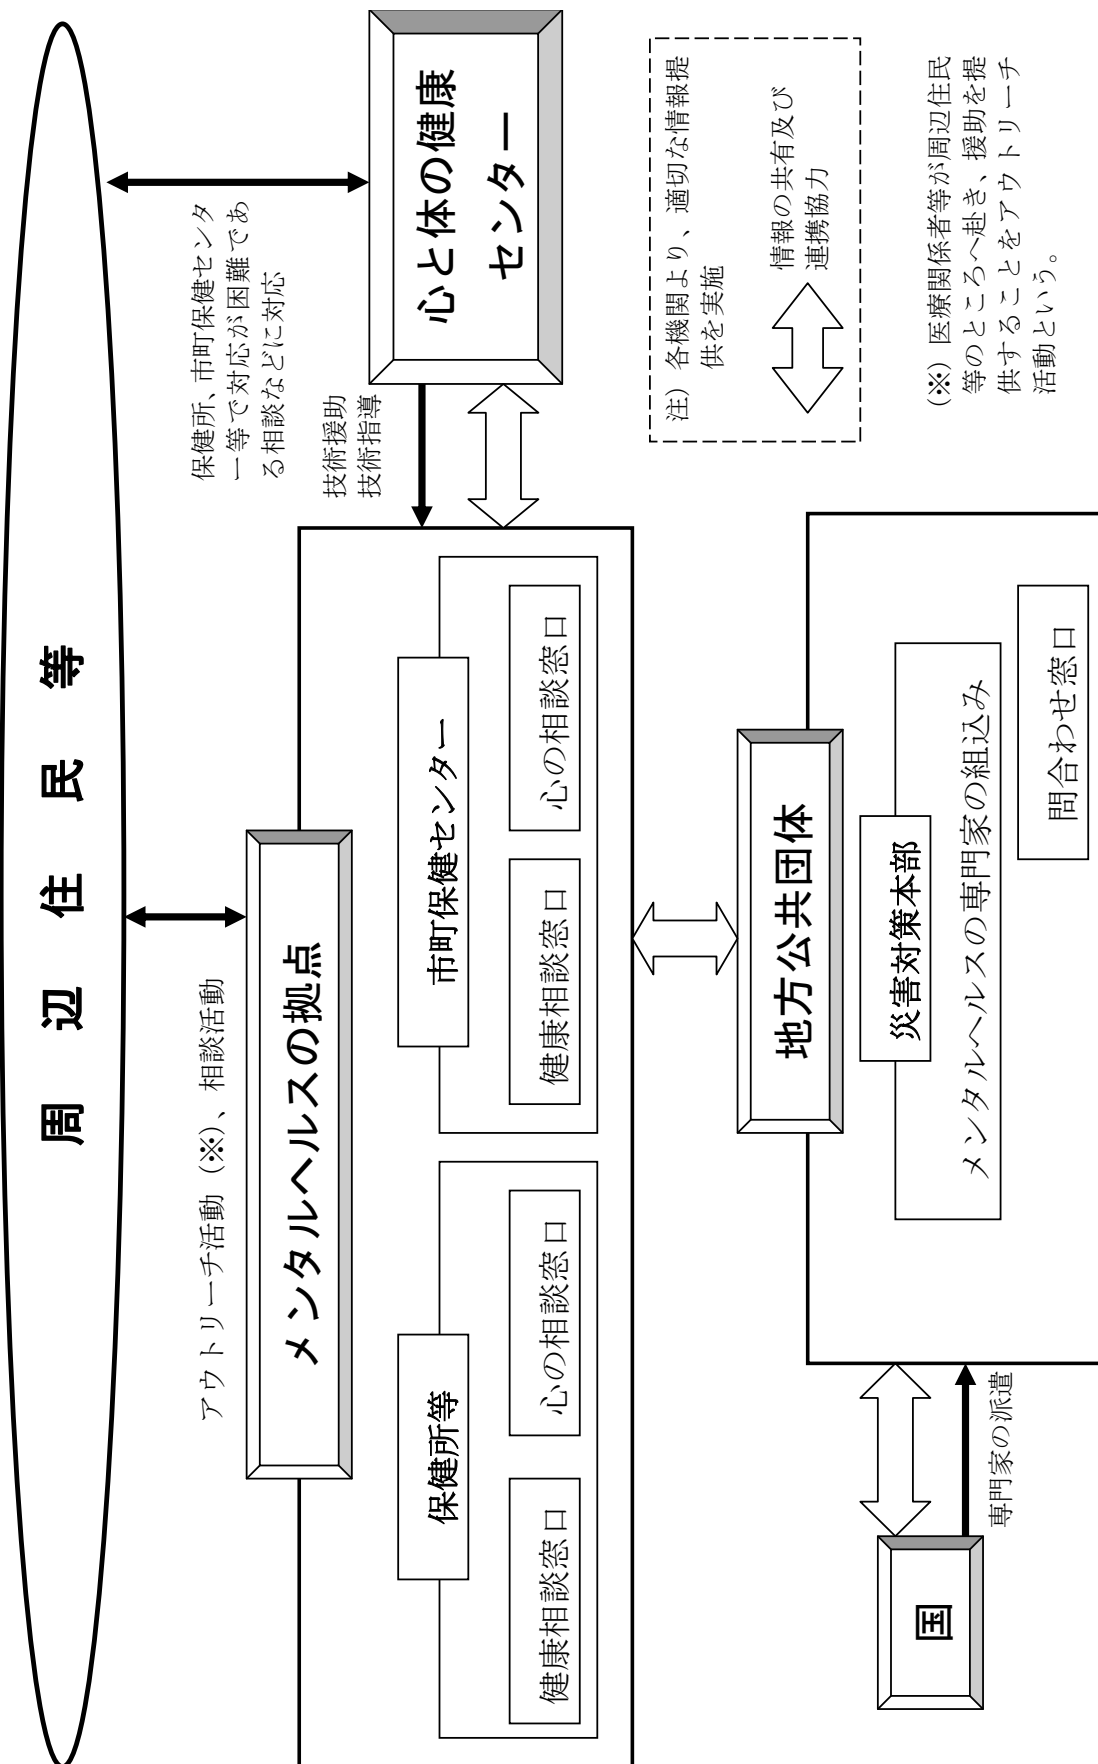 周辺住民等
アウトリーチ活動（※）、相談活動
保健所、市町保健センタ
ー等で対応が困難であ
る相談などに対応
メンタルヘルスの拠点
技術援助
技術指導
心と体の健康
センター
保健所等
健康相談窓口
心の相談窓口
市町保健センター
健康相談窓口
心の相談窓口
注）各機関より、適切な情報提
供を実施
情報の共有及び
連携協力
地方公共団体
災害対策本部
メンタルヘルスの専門家の組込み
問合わせ窓口
国
専門家の派遣
（※）医療関係者等が周辺住民
等のところへ赴き、援助を提
供することをアウトリーチ
活動という。